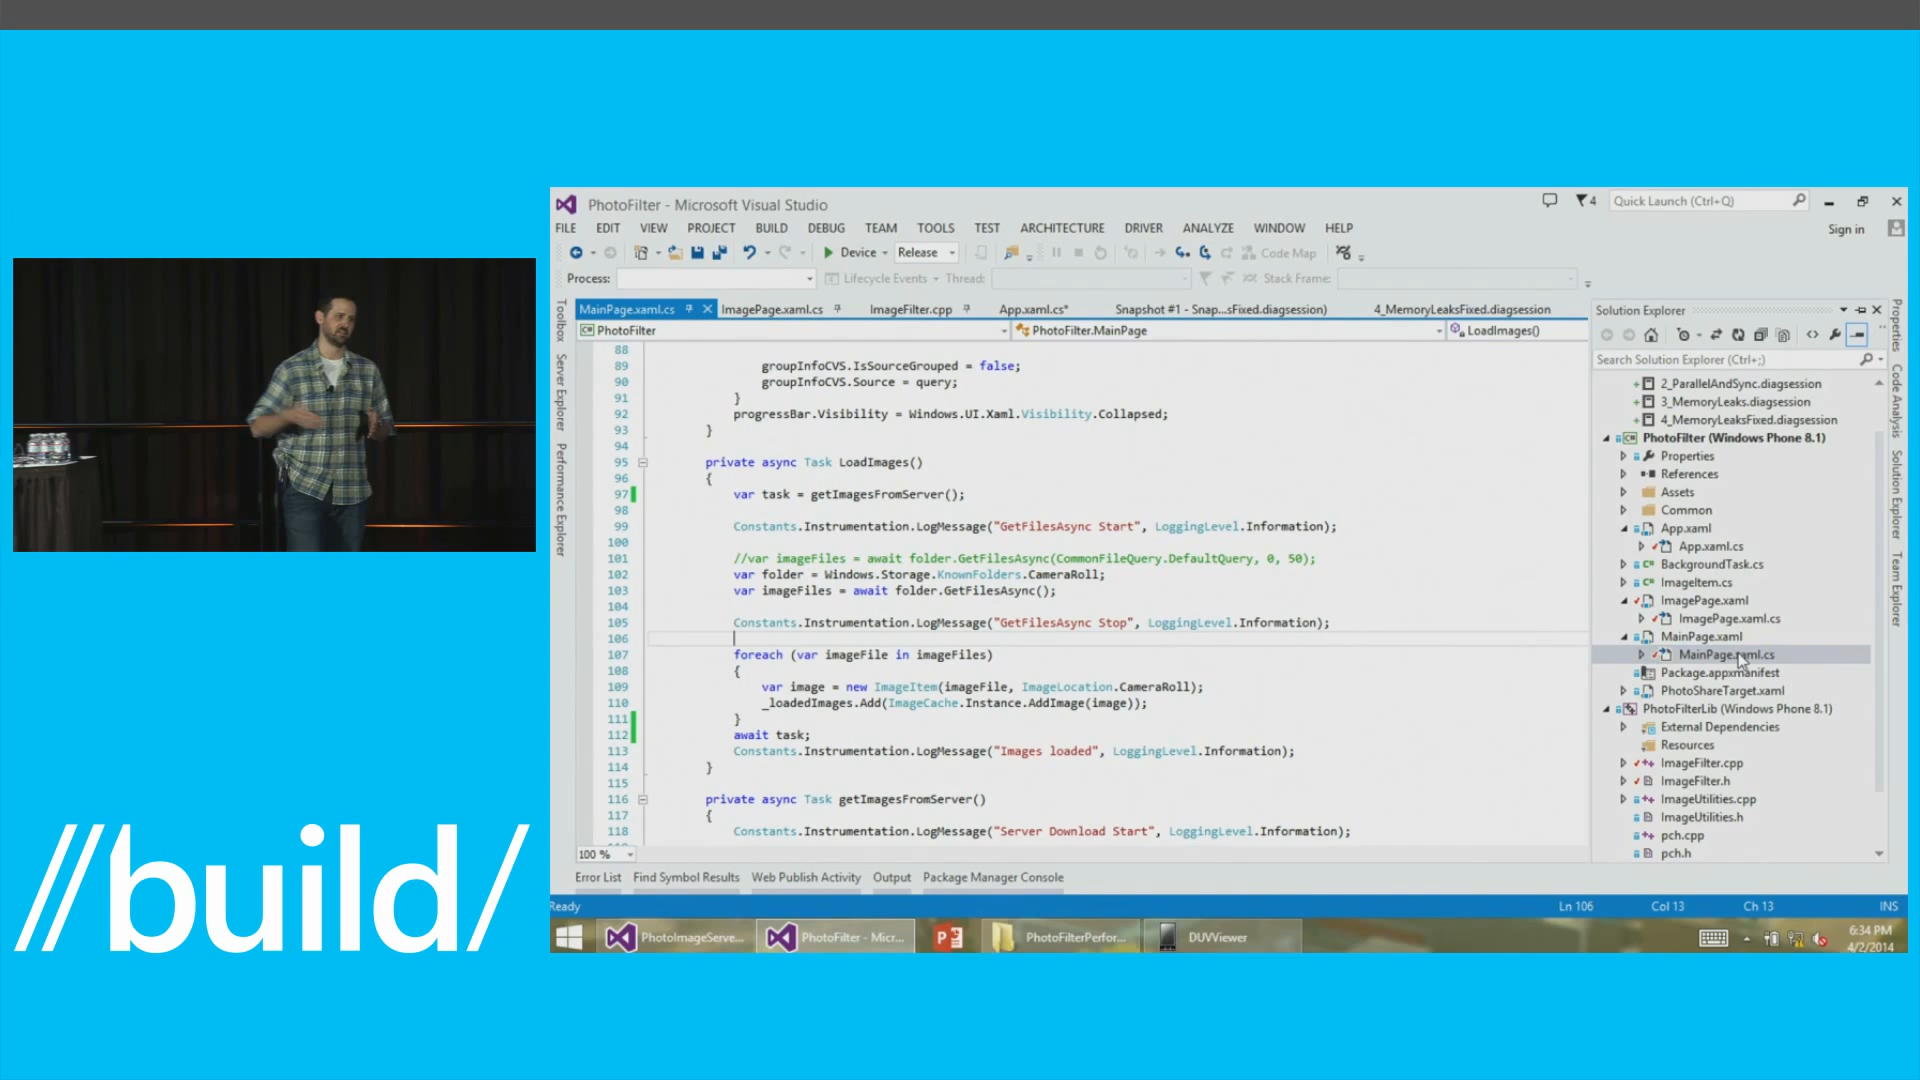 PhotoFilter - Microsoft Visual Studio
4
Quick Launch (Ctrl+Q)
FILE EDIT VIEW PROJECT BUILD DEBUG TEAM TOOLS TEST ARCHITECTURE DRIVER ANALYZE WINDOW HELP
Sign in
Device Release Code Map
Process: Lifecycle Events Thread: Stack Frame:
MainPage.xaml.cs ImagePage.xaml.cs ImageFilter.cpp App.xaml.cs* Snapshot #1 - Snap...sFixed.diagsession) 4_MemoryLeaksFixed.diagsession
PhotoFilter PhotoFilter.MainPage LoadImages()
Toolbox
Server Explorer
Performance Explorer
88
89 groupInfoCVS.IsSourceGrouped = false;
90 groupInfoCVS.Source = query;
91 }
92 progressBar.Visibility = Windows.UI.Xaml.Visibility.Collapsed;
93 }
94
95 private async Task LoadImages()
96 {
97 var task = getImagesFromServer();
98
99 Constants.Instrumentation.LogMessage("GetFilesAsync Start", LoggingLevel.Information);
100
101 //var imageFiles = await folder.GetFilesAsync(CommonFileQuery.DefaultQuery, 0, 50);
102 var folder = Windows.Storage.KnownFolders.CameraRoll;
103 var imageFiles = await folder.GetFilesAsync();
104
105 Constants.Instrumentation.LogMessage("GetFilesAsync Stop", LoggingLevel.Information);
106
107 foreach (var imageFile in imageFiles)
108 {
109 var image = new ImageItem(imageFile, ImageLocation.CameraRoll);
110 _loadedImages.Add(ImageCache.Instance.AddImage(image));
111 }
112 await task;
113 Constants.Instrumentation.LogMessage("Images loaded", LoggingLevel.Information);
114 }
115
116 private async Task getImagesFromServer()
117 {
118 Constants.Instrumentation.LogMessage("Server Download Start", LoggingLevel.Information);
100 %
Solution Explorer
Search Solution Explorer (Ctrl+;)
2_ParallelAndSync.diagsession
3_MemoryLeaks.diagsession
4_MemoryLeaksFixed.diagsession
PhotoFilter (Windows Phone 8.1)
Properties
References
Assets
Common
App.xaml
App.xaml.cs
BackgroundTask.cs
ImageItem.cs
ImagePage.xaml
ImagePage.xaml.cs
MainPage.xaml
MainPage.xaml.cs
Package.appxmanifest
PhotoShareTarget.xaml
PhotoFilterLib (Windows Phone 8.1)
External Dependencies
Resources
ImageFilter.cpp
ImageFilter.h
ImageUtilities.cpp
ImageUtilities.h
pch.cpp
pch.h
Properties
Code Analysis
Solution Explorer
Team Explorer
Error List Find Symbol Results Web Publish Activity Output Package Manager Console
Ready Ln 106 Col 13 Ch 13 INS
PhotoImageServe... PhotoFilter - Micr... PhotoFilterPerfor... DUVViewer
6:34 PM
4/2/2014
//build/